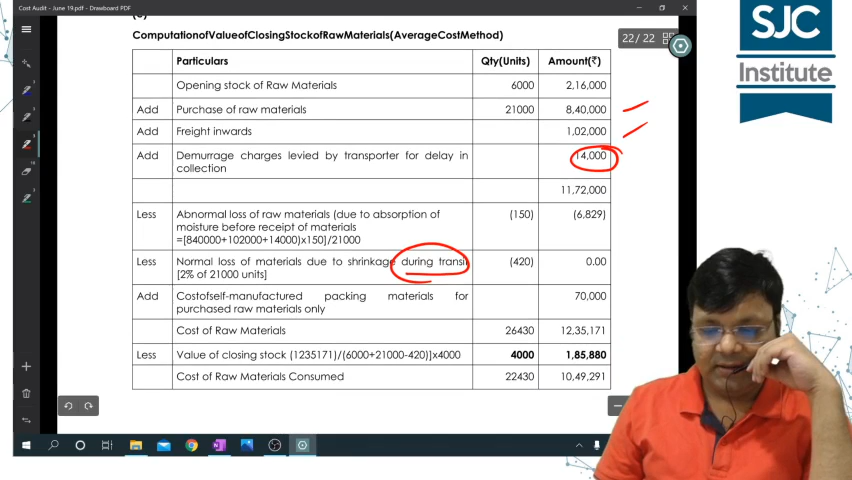 Cost Audit - June 19.pdf - Drawboard PDF
SJC
Institute
22 / 22
ComputationofValueofClosingStockofRawMaterials(AverageCostMethod)
Particulars Qty(Units) Amount(₹)
Opening stock of Raw Materials 6000 2,16,000
Add Purchase of raw materials 21000 8,40,000
Add Freight inwards 1,02,000
Add Demurrage charges levied by transporter for delay in 14,000
collection
11,72,000
Less Abnormal loss of raw materials (due to absorption of (150) (6,829)
moisture before receipt of materials
=[840000+102000+14000)x150]/21000
Less Normal loss of materials due to shrinkage during transit (420) 0.00
[2% of 21000 units]
Add Costofself-manufactured packing materials for 70,000
purchased raw materials only
Cost of Raw Materials 26430 12,35,171
Less Value of closing stock (1235171)/(6000+21000-420)]x4000 4000 1,85,880
Cost of Raw Materials Consumed 22430 10,49,291